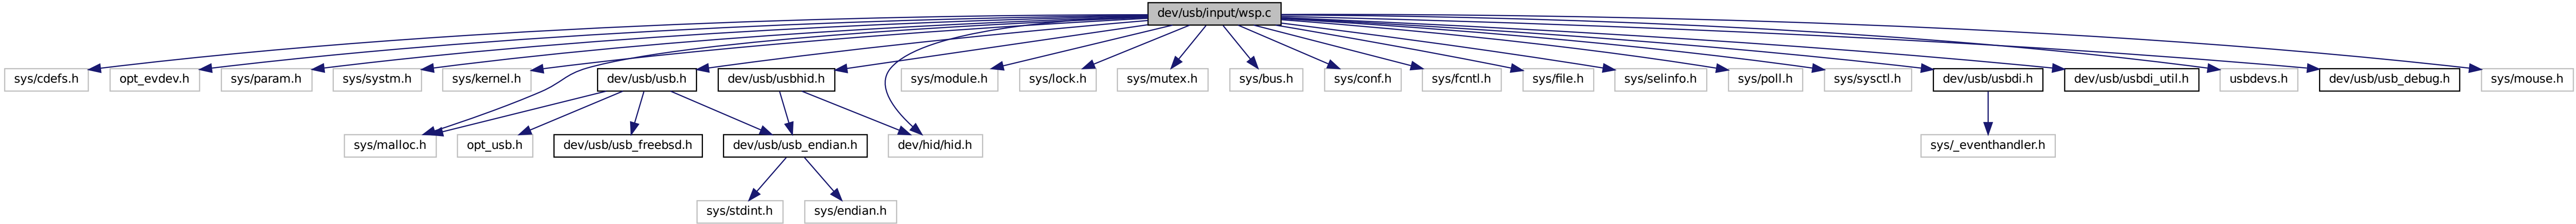 dev/usb/input/wsp.c
sys/cdefs.h
opt_evdev.h
sys/param.h
sys/systm.h
sys/kernel.h
dev/usb/usb.h
dev/usb/usbhid.h
sys/module.h
sys/lock.h
sys/mutex.h
sys/bus.h
sys/conf.h
sys/fcntl.h
sys/file.h
sys/selinfo.h
sys/poll.h
sys/sysctl.h
dev/usb/usbdi.h
dev/usb/usbdi_util.h
usbdevs.h
dev/usb/usb_debug.h
sys/mouse.h
sys/malloc.h
opt_usb.h
dev/usb/usb_freebsd.h
dev/usb/usb_endian.h
dev/hid/hid.h
sys/_eventhandler.h
sys/stdint.h
sys/endian.h